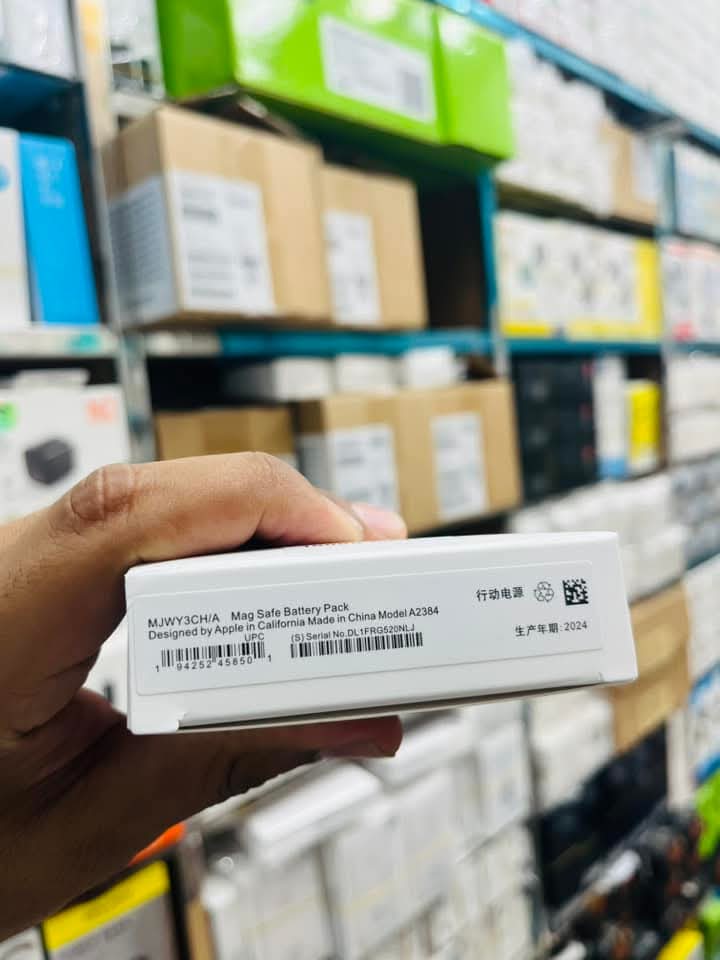 MJWY3CH/A Mag Safe Battery Pack
Designed by Apple in California Made in China Model A2384
UPC
(S) Serial No.DL1FRG520NLJ
1 94252 45850 1
行动电源
生产年期: 2024